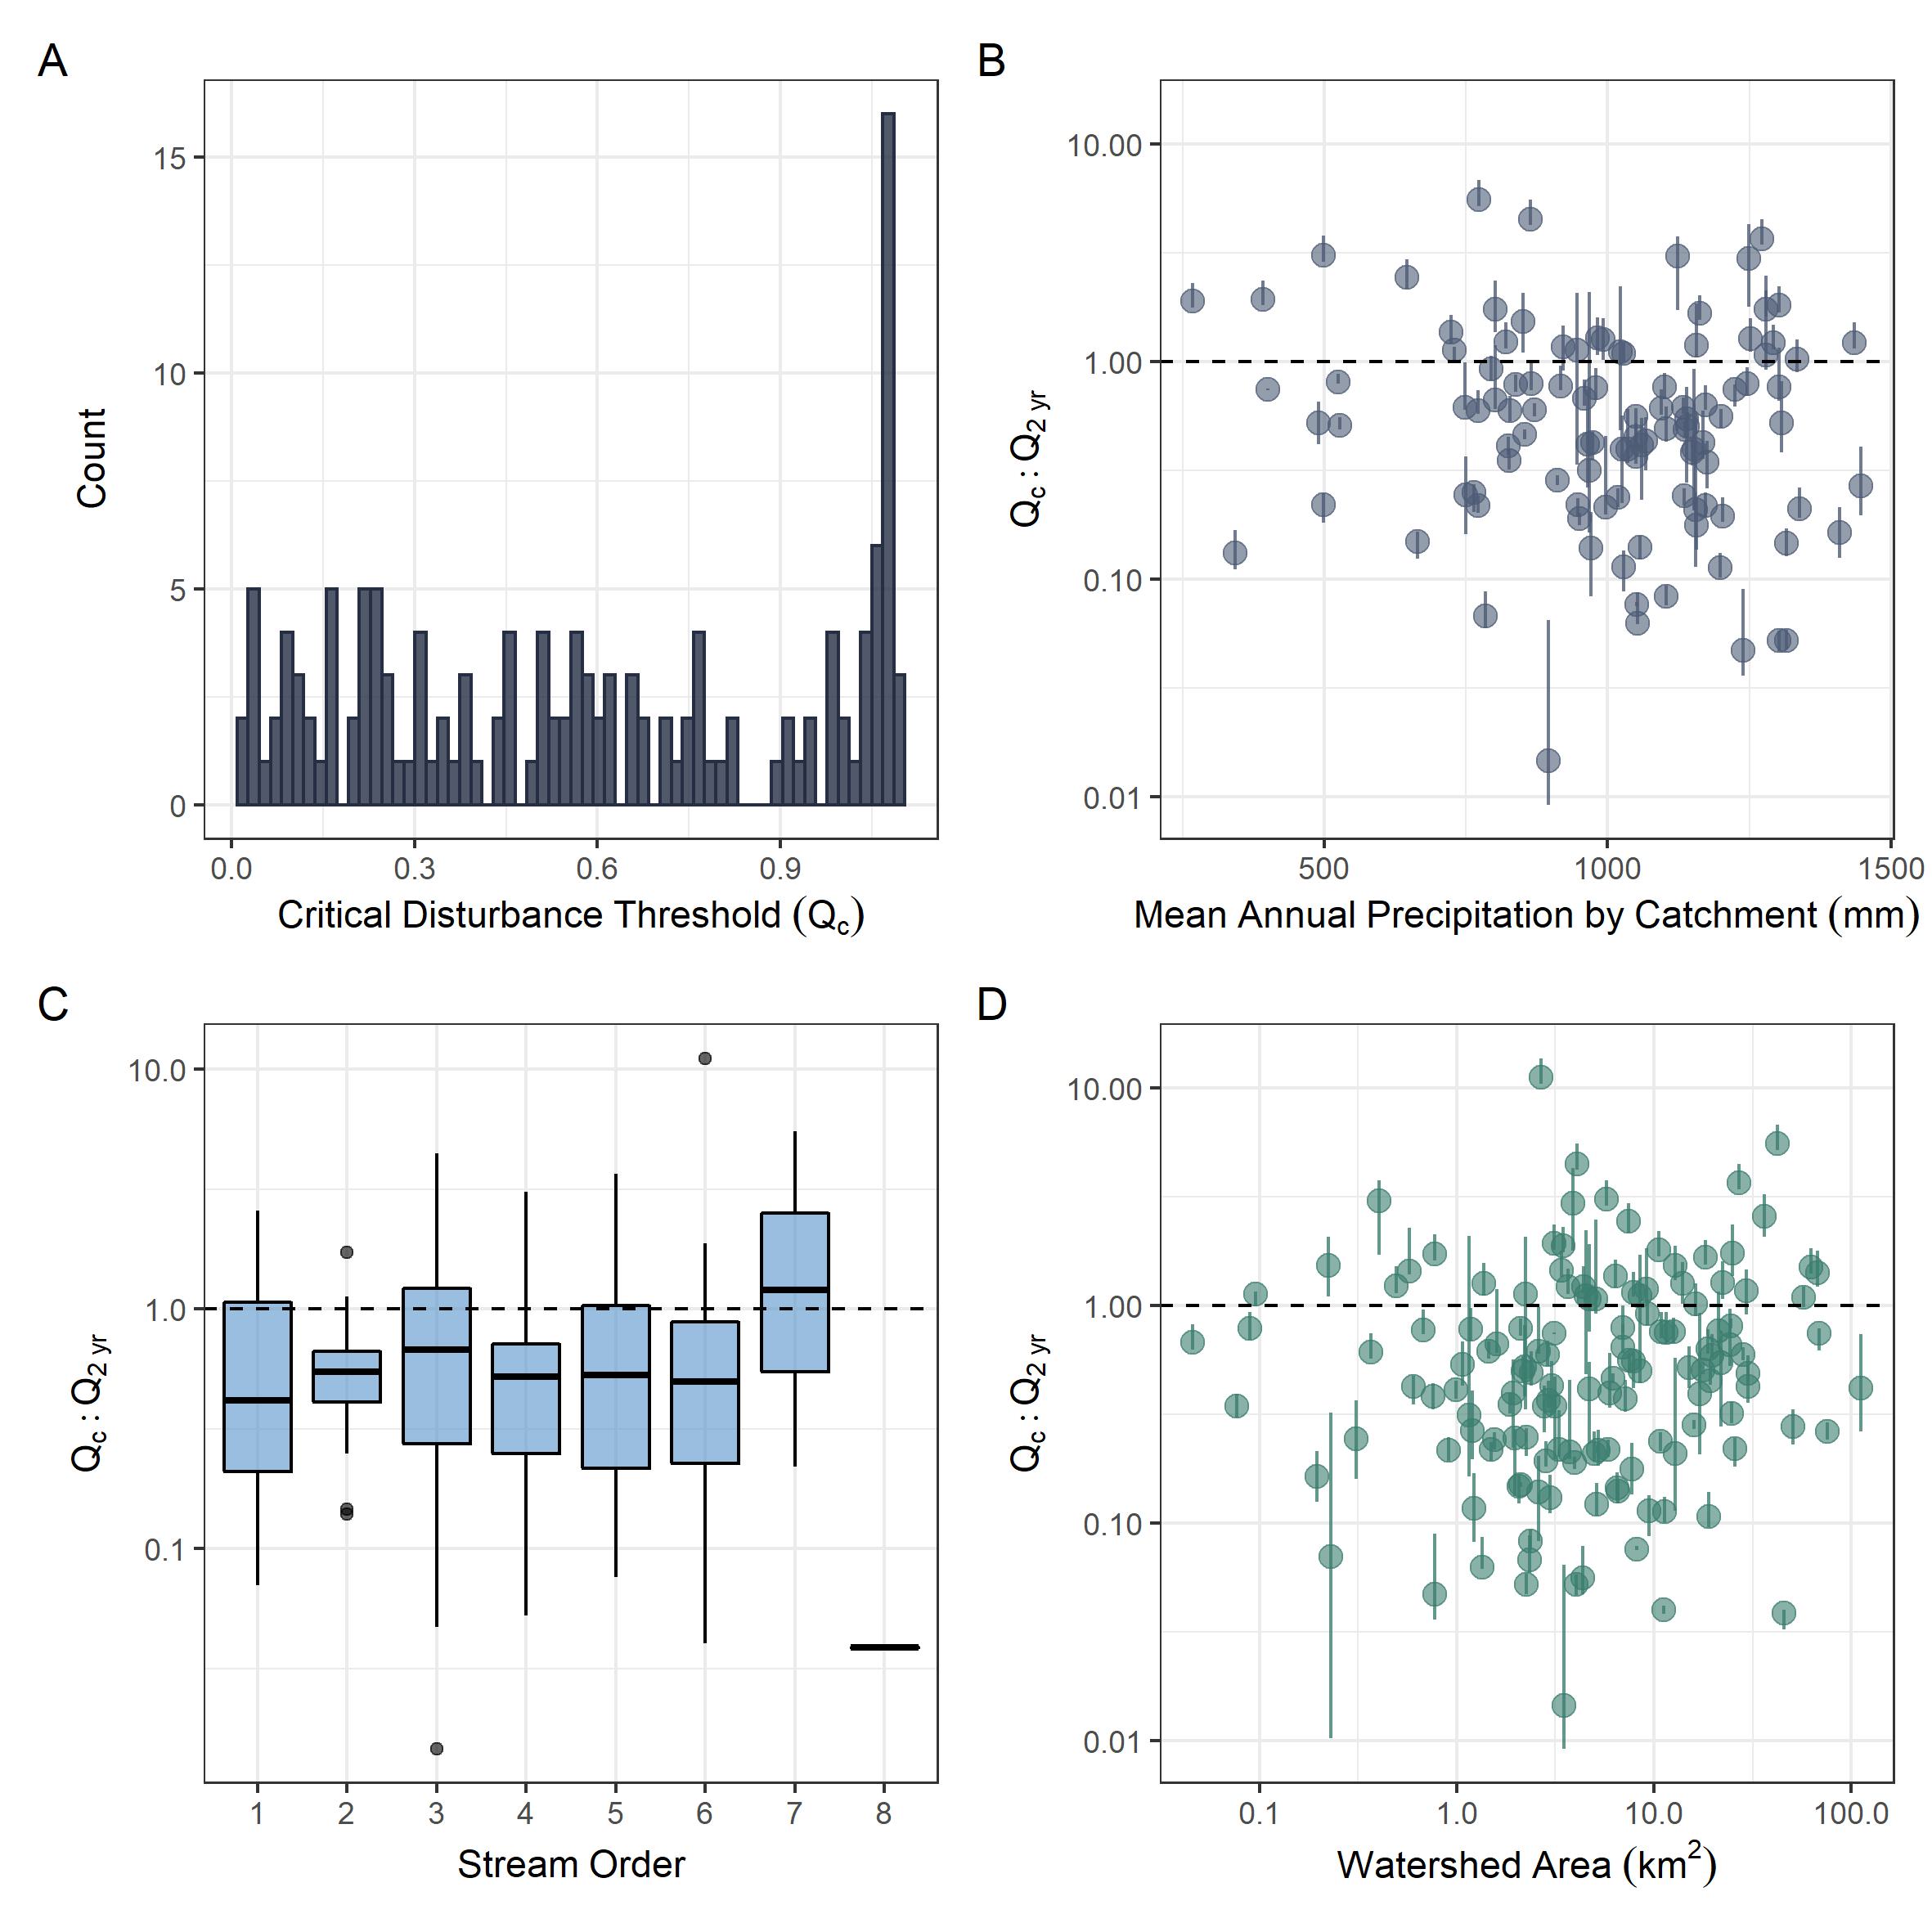 A
15
10
5
0
Count
0.0 0.3 0.6 0.9
Critical Disturbance Threshold (Qc)
B
10.00
1.00
0.10
0.01
Qc : Q2 yr
500 1000 1500
Mean Annual Precipitation by Catchment (mm)
C
10.0
1.0
0.1
Qc : Q2 yr
1 2 3 4 5 6 7 8
Stream Order
D
10.00
1.00
0.10
0.01
Qc : Q2 yr
0.1 1.0 10.0 100.0
Watershed Area (km²)